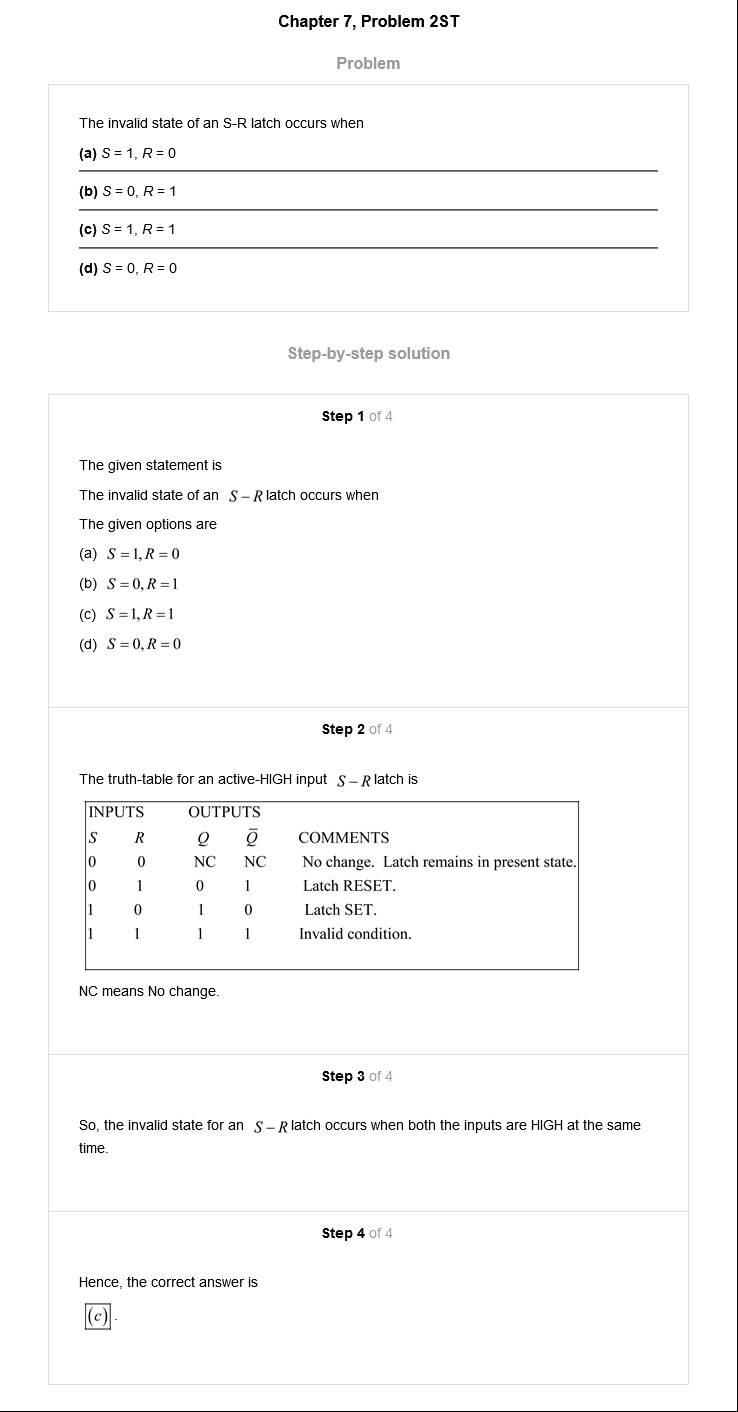 Chapter 7, Problem 2ST
Problem
The invalid state of an S-R latch occurs when
(a) S = 1, R = 0
(b) S = 0, R = 1
(c) S = 1, R = 1
(d) S = 0, R = 0
Step-by-step solution
Step 1 of 4
The given statement is
The invalid state of an S – R latch occurs when
The given options are
(a) S = 1, R = 0
(b) S = 0, R = 1
(c) S = 1, R = 1
(d) S = 0, R = 0
Step 2 of 4
The truth-table for an active-HIGH input S – R latch is
INPUTS OUTPUTS
S R Q Q̅ COMMENTS
0 0 NC NC No change. Latch remains in present state.
0 1 0 1 Latch RESET.
1 0 1 0 Latch SET.
1 1 1 1 Invalid condition.
NC means No change.
Step 3 of 4
So, the invalid state for an S – R latch occurs when both the inputs are HIGH at the same
time.
Step 4 of 4
Hence, the correct answer is
(c).